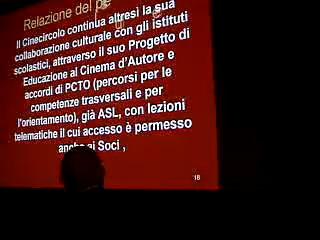 Relazione del pe
Il Cinecircolo continua altresì la sua
collaborazione culturale con gli istituti
scolastici, attraverso il suo Progetto di
Educazione al Cinema d'Autore e
accordi di PCTO (percorsi per le
competenze trasversali e per
l'orientamento), già ASL, con lezioni
telematiche il cui accesso è permesso
anche ai Soci ,
18